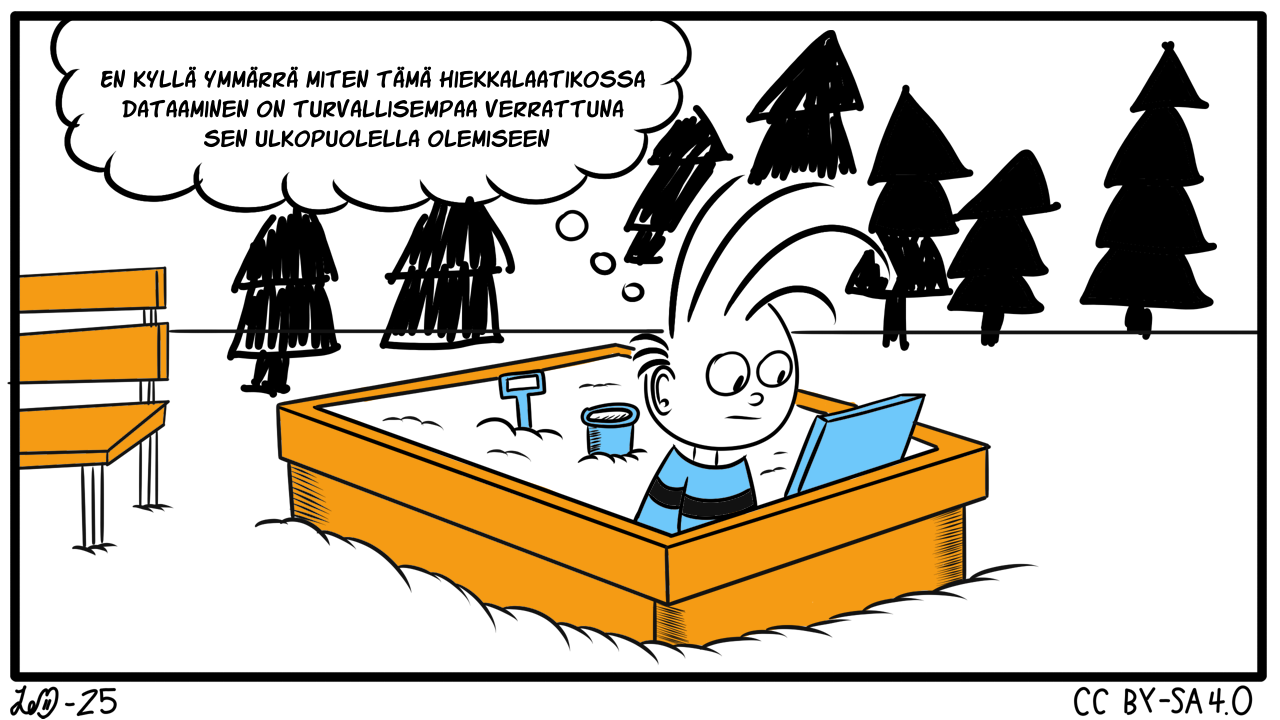 EN KYLLÄ YMMÄRRÄ MITEN TÄMÄ HIEKKALAATIKOSSA
DATAAMINEN ON TURVALLISEMPAA VERRATTUNA
SEN ULKOPUOLELLA OLEMISEEN
-25
CC BY-SA 4.0